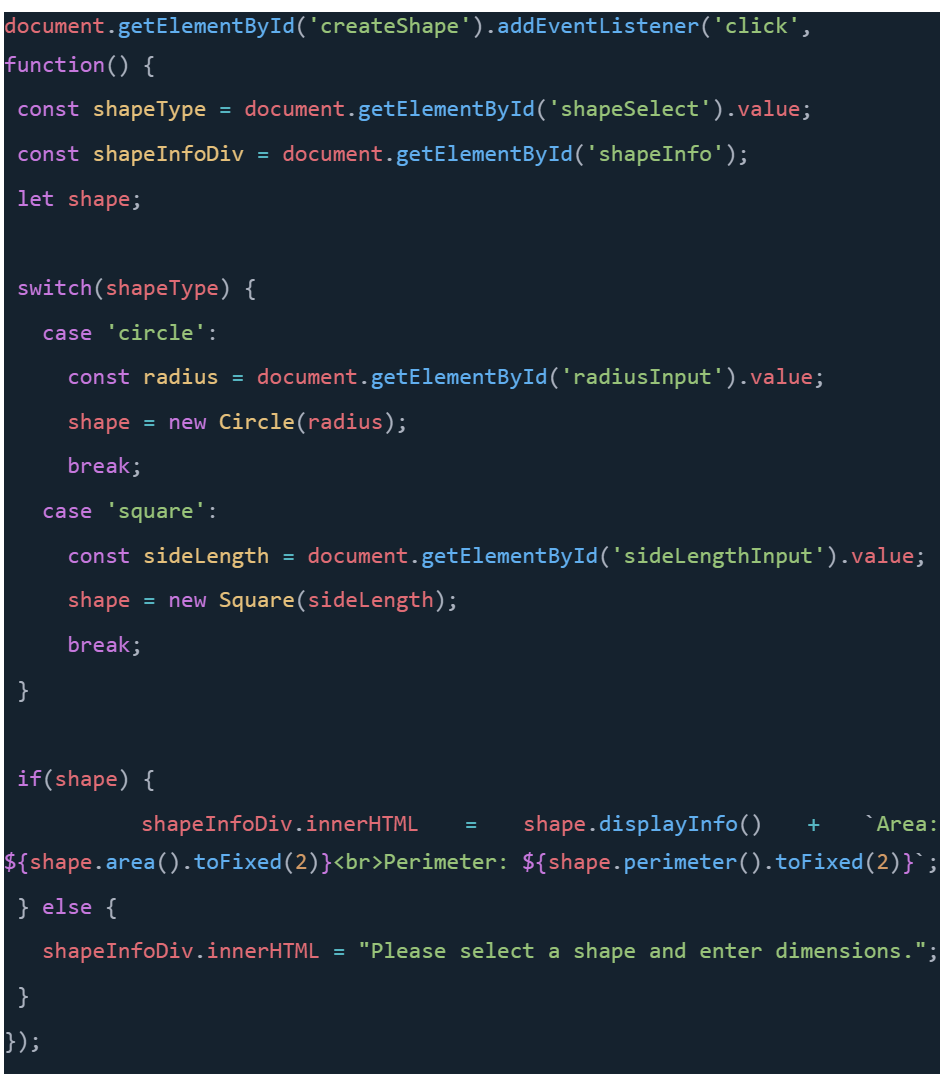 document.getElementById('createShape').addEventListener('click',
function() {
const shapeType = document.getElementById('shapeSelect').value;
const shapeInfoDiv = document.getElementById('shapeInfo');
let shape;
switch(shapeType) {
case 'circle':
const radius = document.getElementById('radiusInput').value;
shape = new Circle(radius);
break;
case 'square':
const sideLength = document.getElementById('sideLengthInput').value;
shape = new Square(sideLength);
break;
}
if(shape) {
shapeInfoDiv.innerHTML = shape.displayInfo() + `Area:
${shape.area().toFixed(2)}<br>Perimeter: ${shape.perimeter().toFixed(2)}`;
} else {
shapeInfoDiv.innerHTML = "Please select a shape and enter dimensions.";
}
});